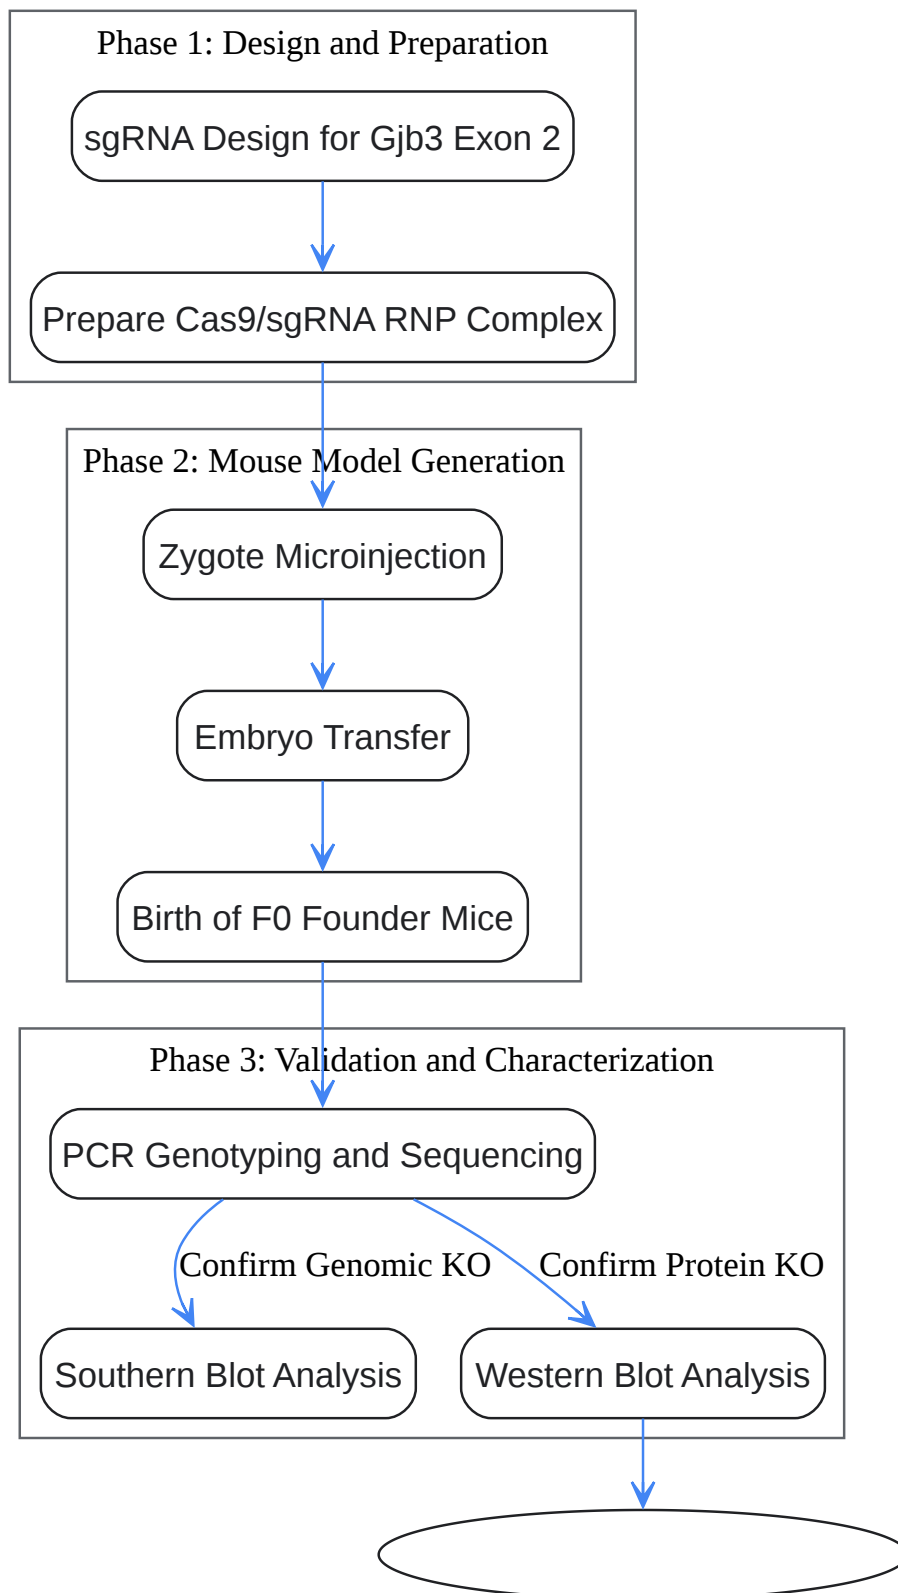 Phase 1: Design and Preparation
sgRNA Design for Gjb3 Exon 2
Prepare Cas9/sgRNA RNP Complex
Phase 2: Mouse Model Generation
Zygote Microinjection
Embryo Transfer
Birth of F0 Founder Mice
Phase 3: Validation and Characterization
PCR Genotyping and Sequencing
Confirm Genomic KO
Confirm Protein KO
Southern Blot Analysis
Western Blot Analysis